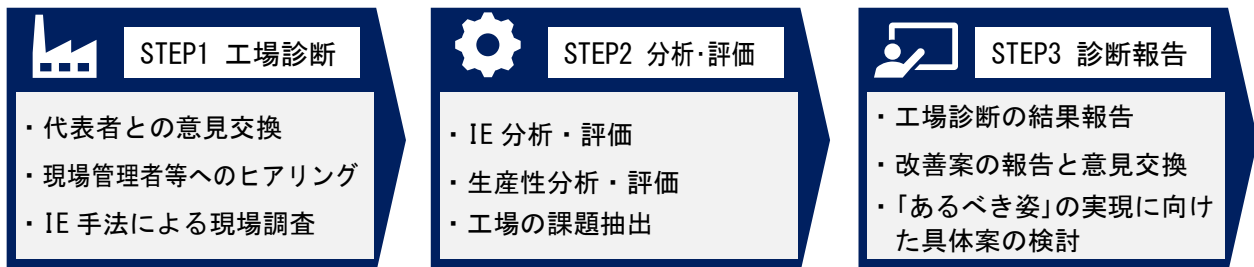 STEP1 工場診断
・代表者との意見交換
・現場管理者等へのヒアリング
・IE 手法による現場調査
STEP2 分析・評価
・IE 分析・評価
・生産性分析・評価
・工場の課題抽出
STEP3 診断報告
・工場診断の結果報告
・改善案の報告と意見交換
・「あるべき姿」の実現に向け
た具体案の検討